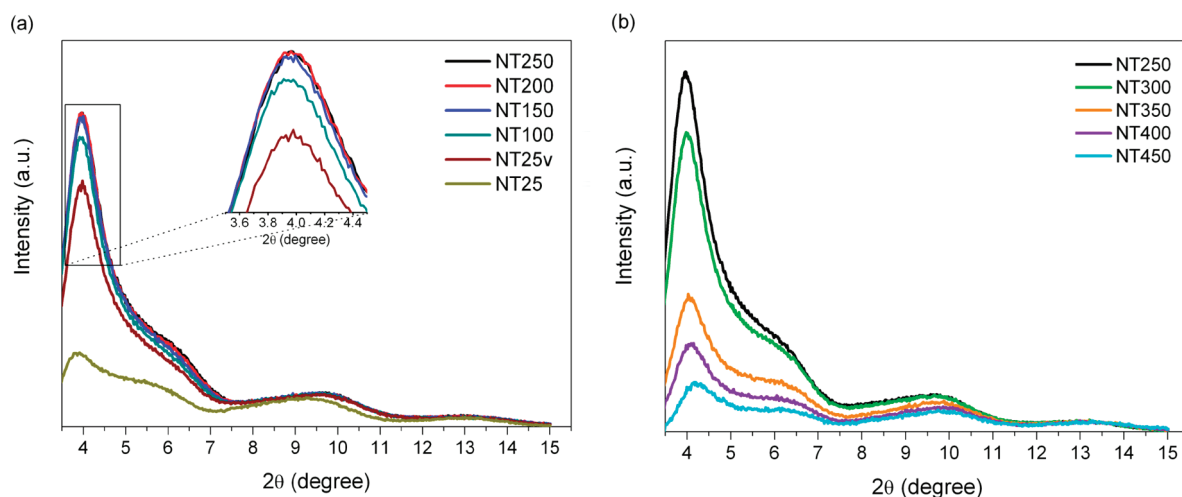 (a)
NT250
NT200
NT150
NT100
NT25v
NT25
3.6 3.8 4.0 4.2 4.4
2θ (degree)
Intensity (a.u.)
4 5 6 7 8 9 10 11 12 13 14 15
2θ (degree)
(b)
NT250
NT300
NT350
NT400
NT450
Intensity (a.u.)
4 5 6 7 8 9 10 11 12 13 14 15
2θ (degree)